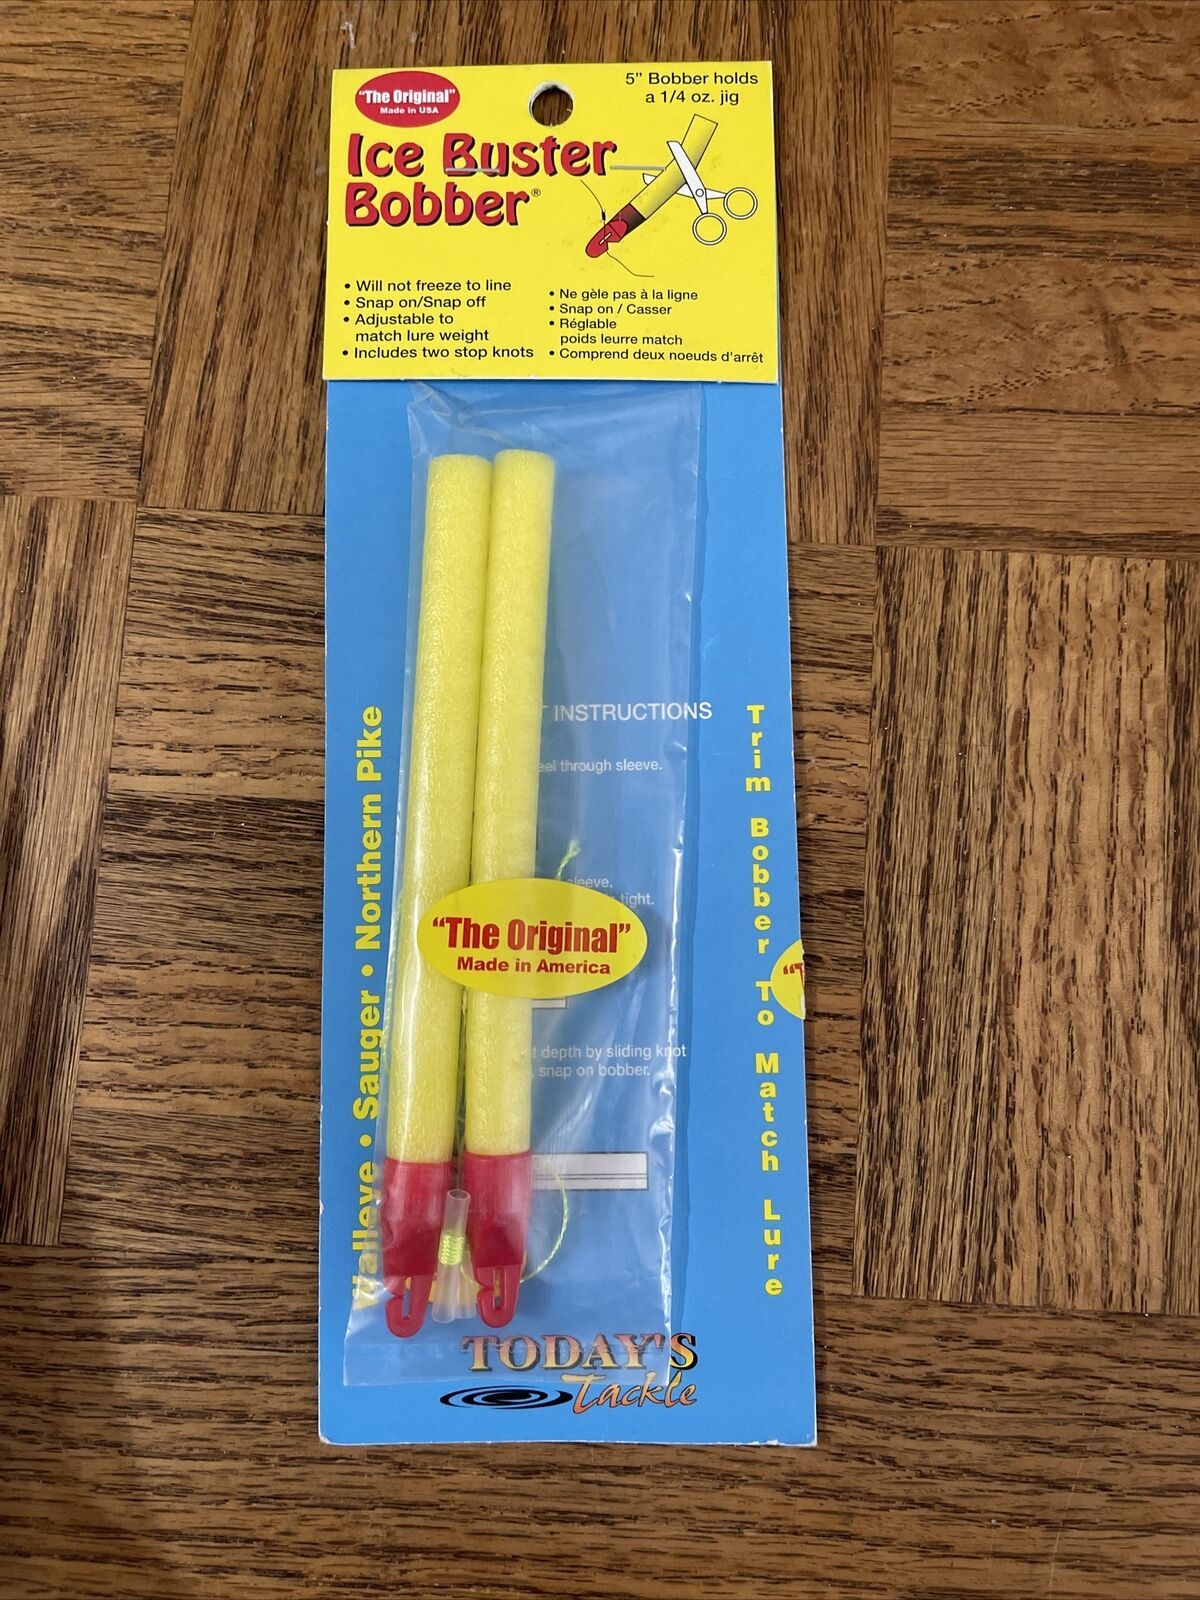 "The Original"
Made in USA
5" Bobber holds
a 1/4 oz. jig
Ice Buster
Bobber®
• Will not freeze to line
• Snap on/Snap off
• Adjustable to
match lure weight
• Includes two stop knots
• Ne gèle pas à la ligne
• Snap on / Casser
• Réglable
poids leurre match
• Comprend deux noeuds d'arrêt
INSTRUCTIONS
through sleeve.
sleeve.
tight.
"The Original"
Made in America
depth by sliding knot
snap on bobber.
Walleye • Sauger • Northern Pike
Trim Bobber To Match Lure
TODAY'S
Tackle